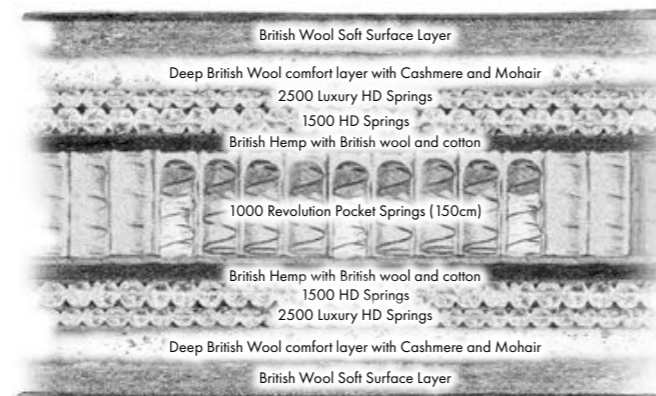 British Wool Soft Surface Layer
Deep British Wool comfort layer with Cashmere and Mohair
2500 Luxury HD Springs
1500 HD Springs
British Hemp with British wool and cotton
1000 Revolution Pocket Springs (150cm)
British Hemp with British wool and cotton
1500 HD Springs
2500 Luxury HD Springs
Deep British Wool comfort layer with Cashmere and Mohair
British Wool Soft Surface Layer